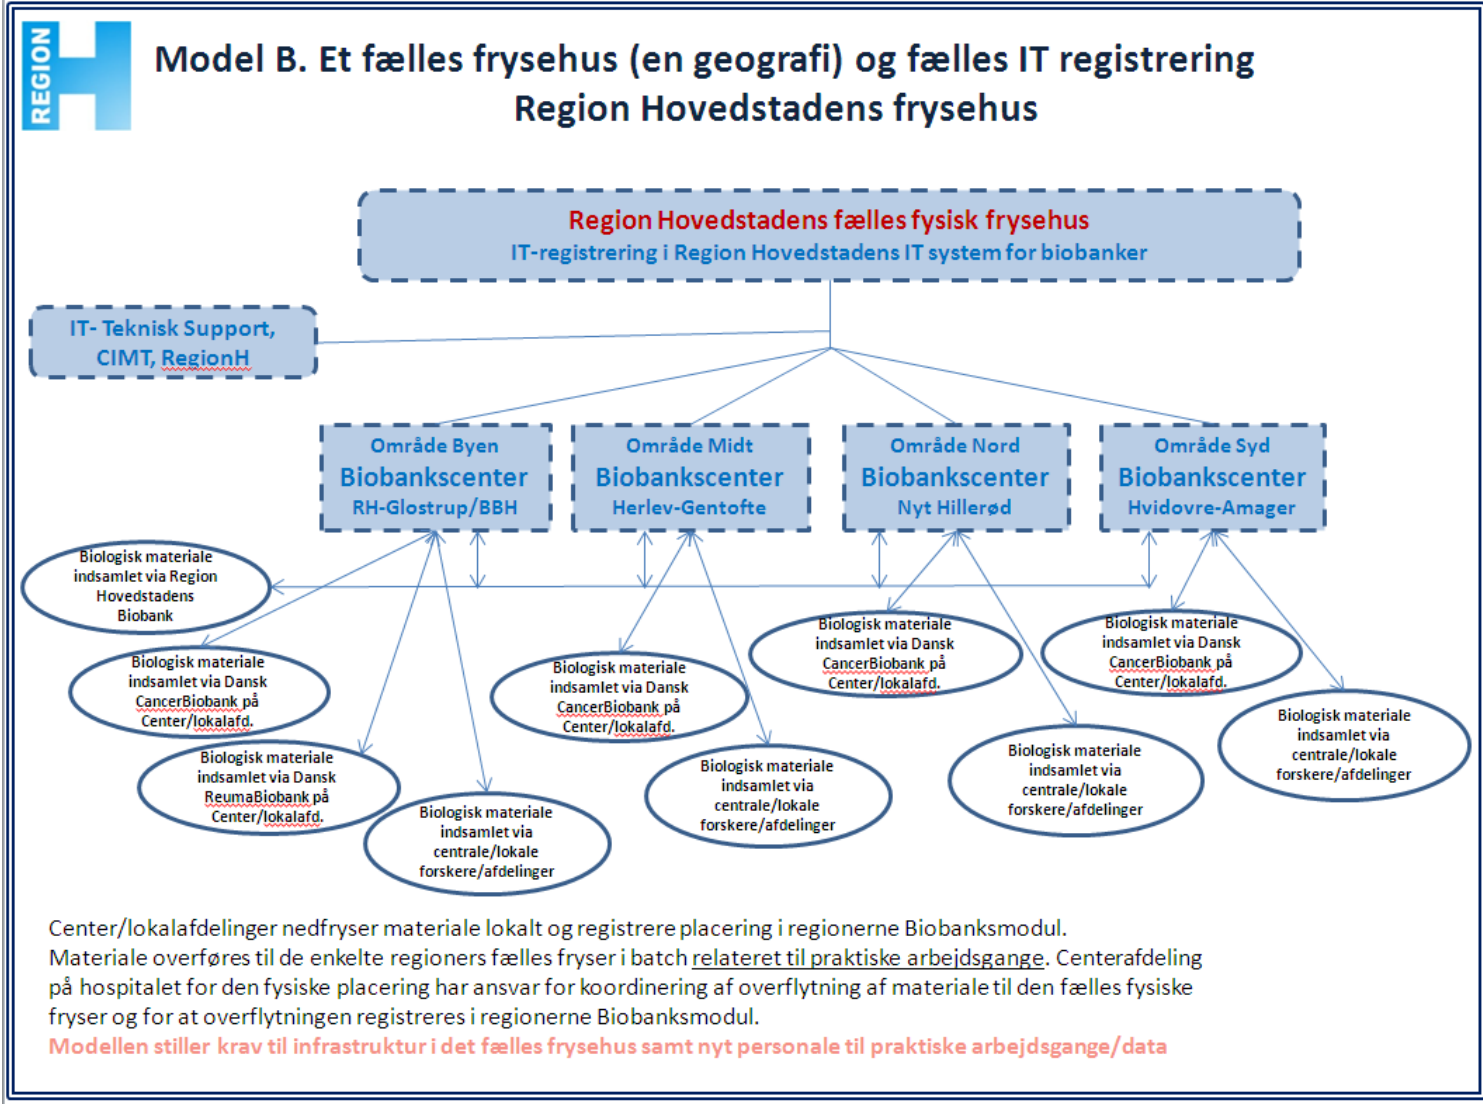 REGION
H
Model B. Et fælles frysehus (en geografi) og fælles IT registrering
Region Hovedstadens frysehus
Region Hovedstadens fælles fysisk frysehus
IT-registrering i Region Hovedstadens IT system for biobanker
IT- Teknisk Support,
CIMT, RegionH
Område Byen
Biobankscenter
RH-Glostrup/BBH
Område Midt
Biobankscenter
Herlev-Gentofte
Område Nord
Biobankscenter
Nyt Hillerød
Område Syd
Biobankscenter
Hvidovre-Amager
Biologisk materiale
indsamlet via Region
Hovedstadens
Biobank
Biologisk materiale
indsamlet via Dansk
CancerBiobank på
Center/lokalafd.
Biologisk materiale
indsamlet via Dansk
ReumaBiobank på
Center/lokalafd.
Biologisk materiale
indsamlet via
centrale/lokale
forskere/afdelinger
Biologisk materiale
indsamlet via Dansk
CancerBiobank på
Center/lokalafd.
Biologisk materiale
indsamlet via
centrale/lokale
forskere/afdelinger
Biologisk materiale
indsamlet via Dansk
CancerBiobank på
Center/lokalafd.
Biologisk materiale
indsamlet via
centrale/lokale
forskere/afdelinger
Biologisk materiale
indsamlet via Dansk
CancerBiobank på
Center/lokalafd.
Biologisk materiale
indsamlet via
centrale/lokale
forskere/afdelinger
Center/lokalafdelinger nedfryser materiale lokalt og registrere placering i regionerne Biobanksmodul.
Materiale overføres til de enkelte regioners fælles fryser i batch relateret til praktiske arbejdsgange. Centerafdeling
på hospitalet for den fysiske placering har ansvar for koordinering af overflytning af materiale til den fælles fysiske
fryser og for at overflytningen registreres i regionerne Biobanksmodul.
Modellen stiller krav til infrastruktur i det fælles frysehus samt nyt personale til praktiske arbejdsgange/data